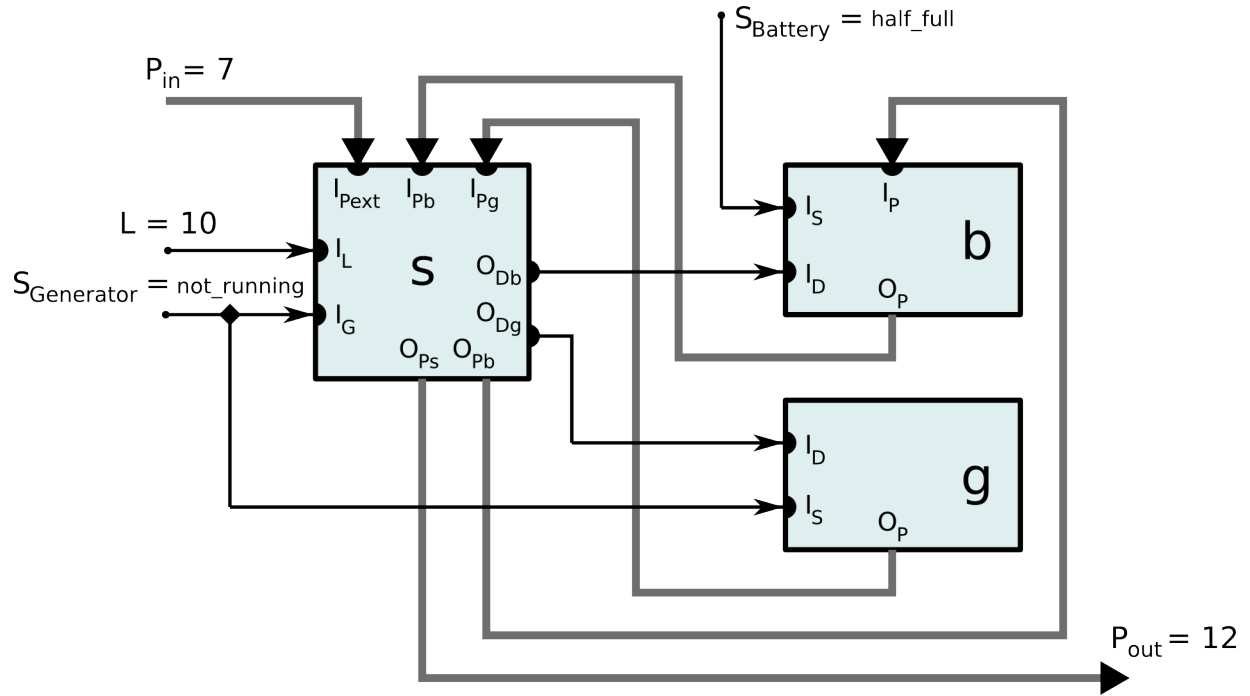 S_Battery = half_full
P_in = 7
I_Pext I_Pb I_Pg
I_P
L = 10
I_S
I_L
s
b
O_Db
I_D
S_Generator = not_running
O_P
I_G
O_Dg
O_Ps O_Pb
I_D
g
I_S
O_P
P_out = 12